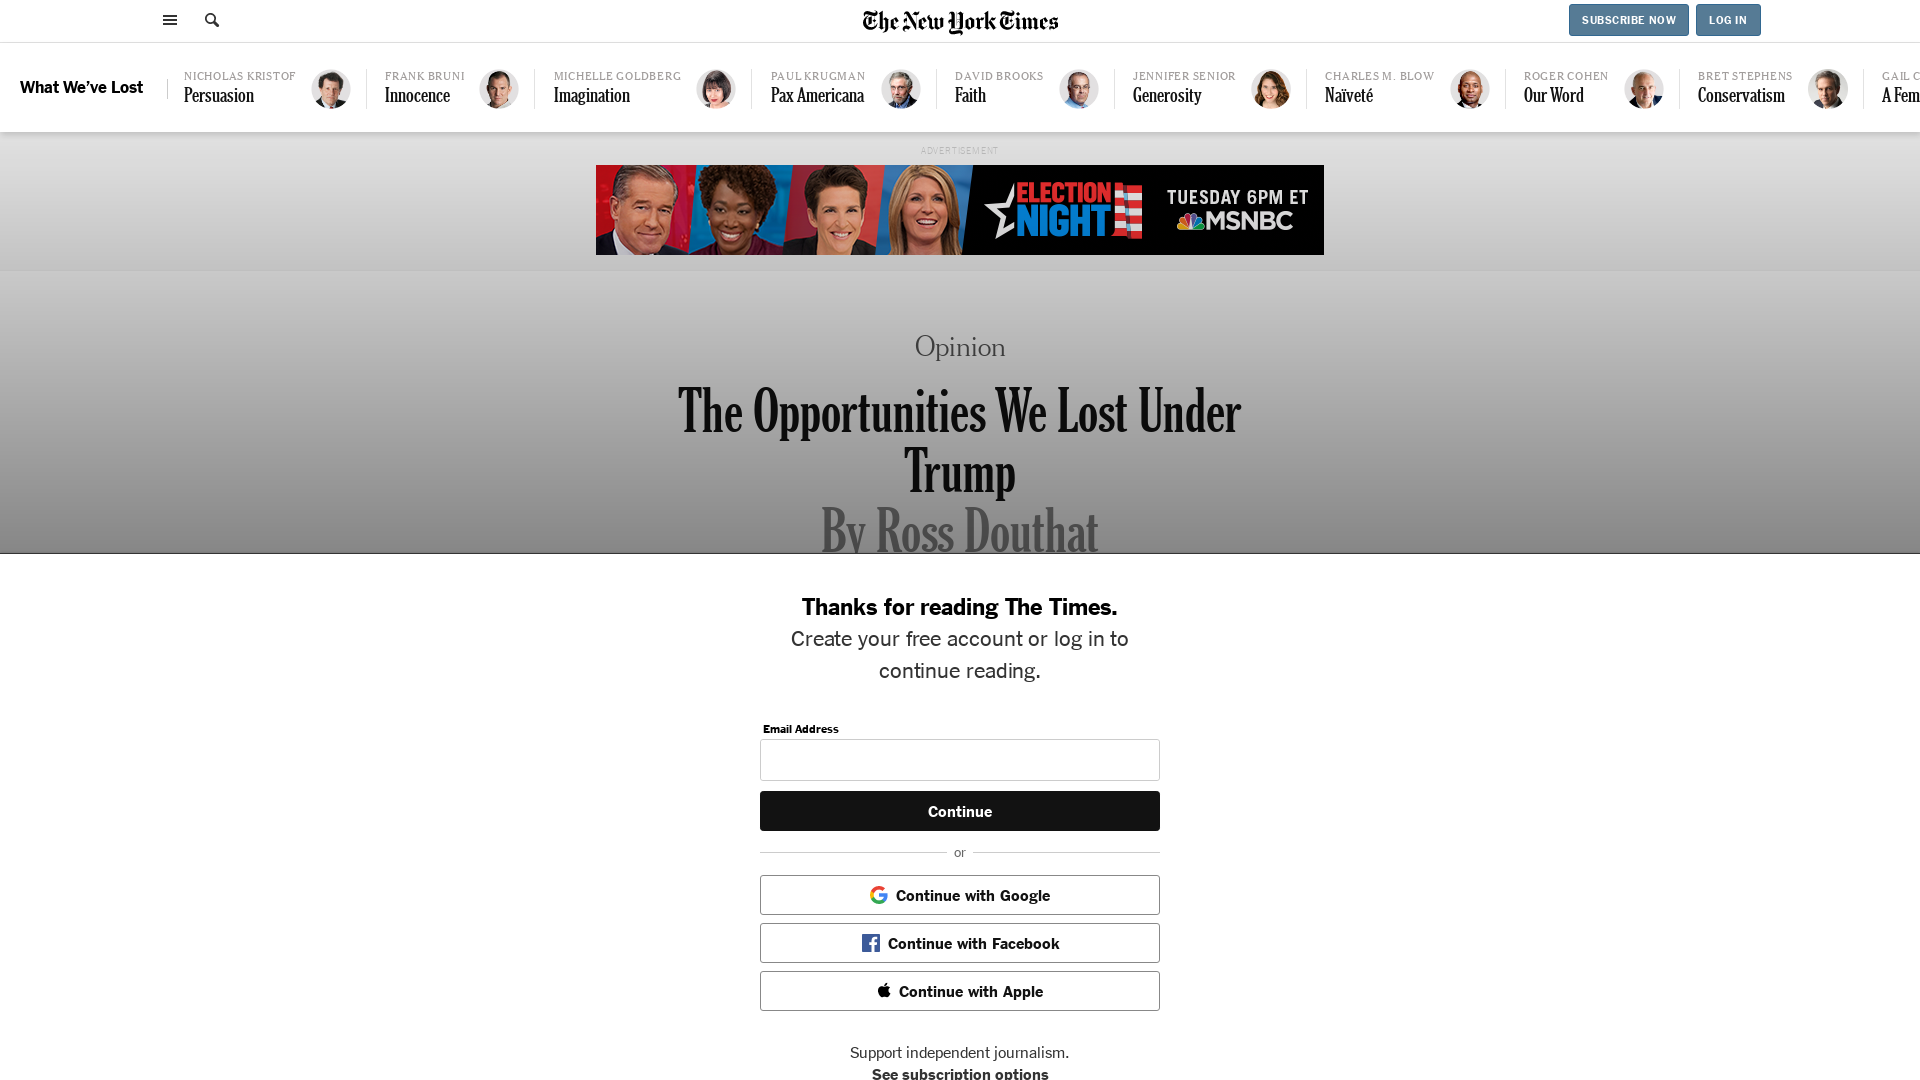 The New York Times
SUBSCRIBE NOW
LOG IN
What We've Lost
NICHOLAS KRISTOF
Persuasion
FRANK BRUNI
Innocence
MICHELLE GOLDBERG
Imagination
PAUL KRUGMAN
Pax Americana
DAVID BROOKS
Faith
JENNIFER SENIOR
Generosity
CHARLES M. BLOW
Naïveté
ROGER COHEN
Our Word
BRET STEPHENS
Conservatism
GAIL C
A Fem
ADVERTISEMENT
ELECTION
NIGHT
TUESDAY 6PM ET
MSNBC
Opinion
The Opportunities We Lost Under
Trump
By Ross Douthat
Thanks for reading The Times.
Create your free account or log in to
continue reading.
Email Address
Continue
or
Continue with Google
Continue with Facebook
Continue with Apple
Support independent journalism.
See subscription options